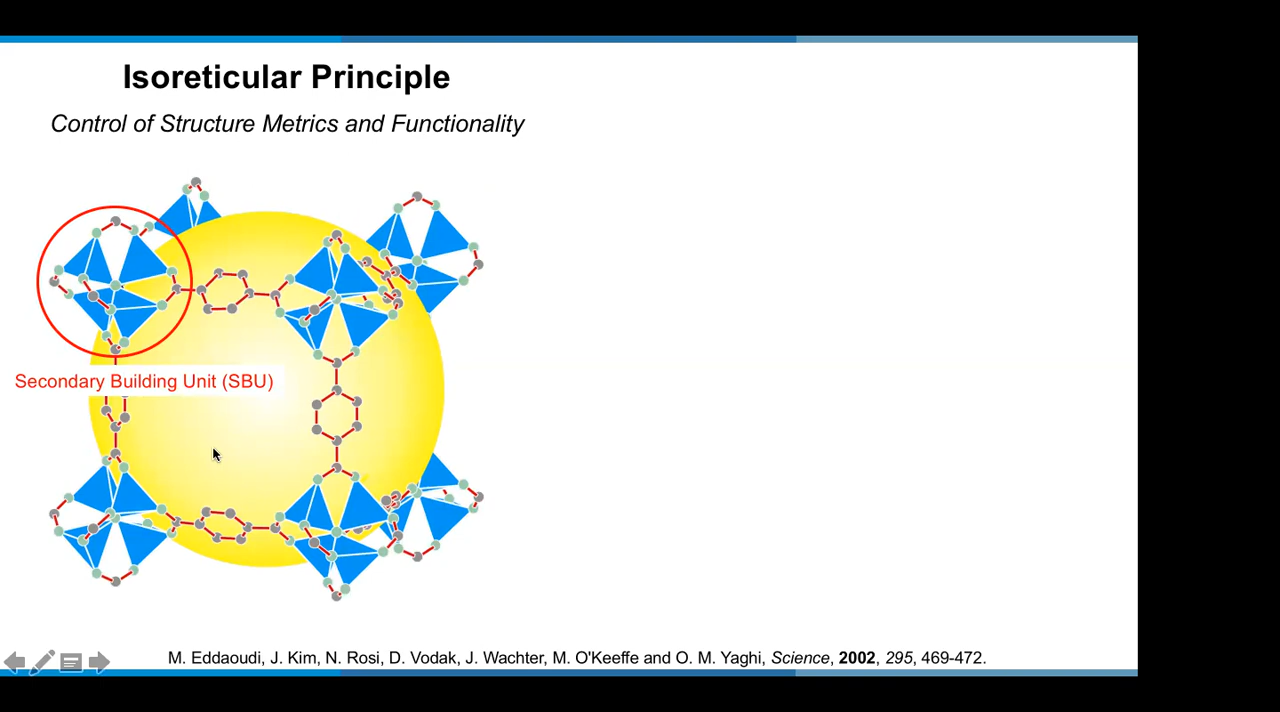 Isoreticular Principle
Control of Structure Metrics and Functionality
Secondary Building Unit (SBU)
M. Eddaoudi, J. Kim, N. Rosi, D. Vodak, J. Wachter, M. O'Keeffe and O. M. Yaghi, Science, 2002, 295, 469-472.